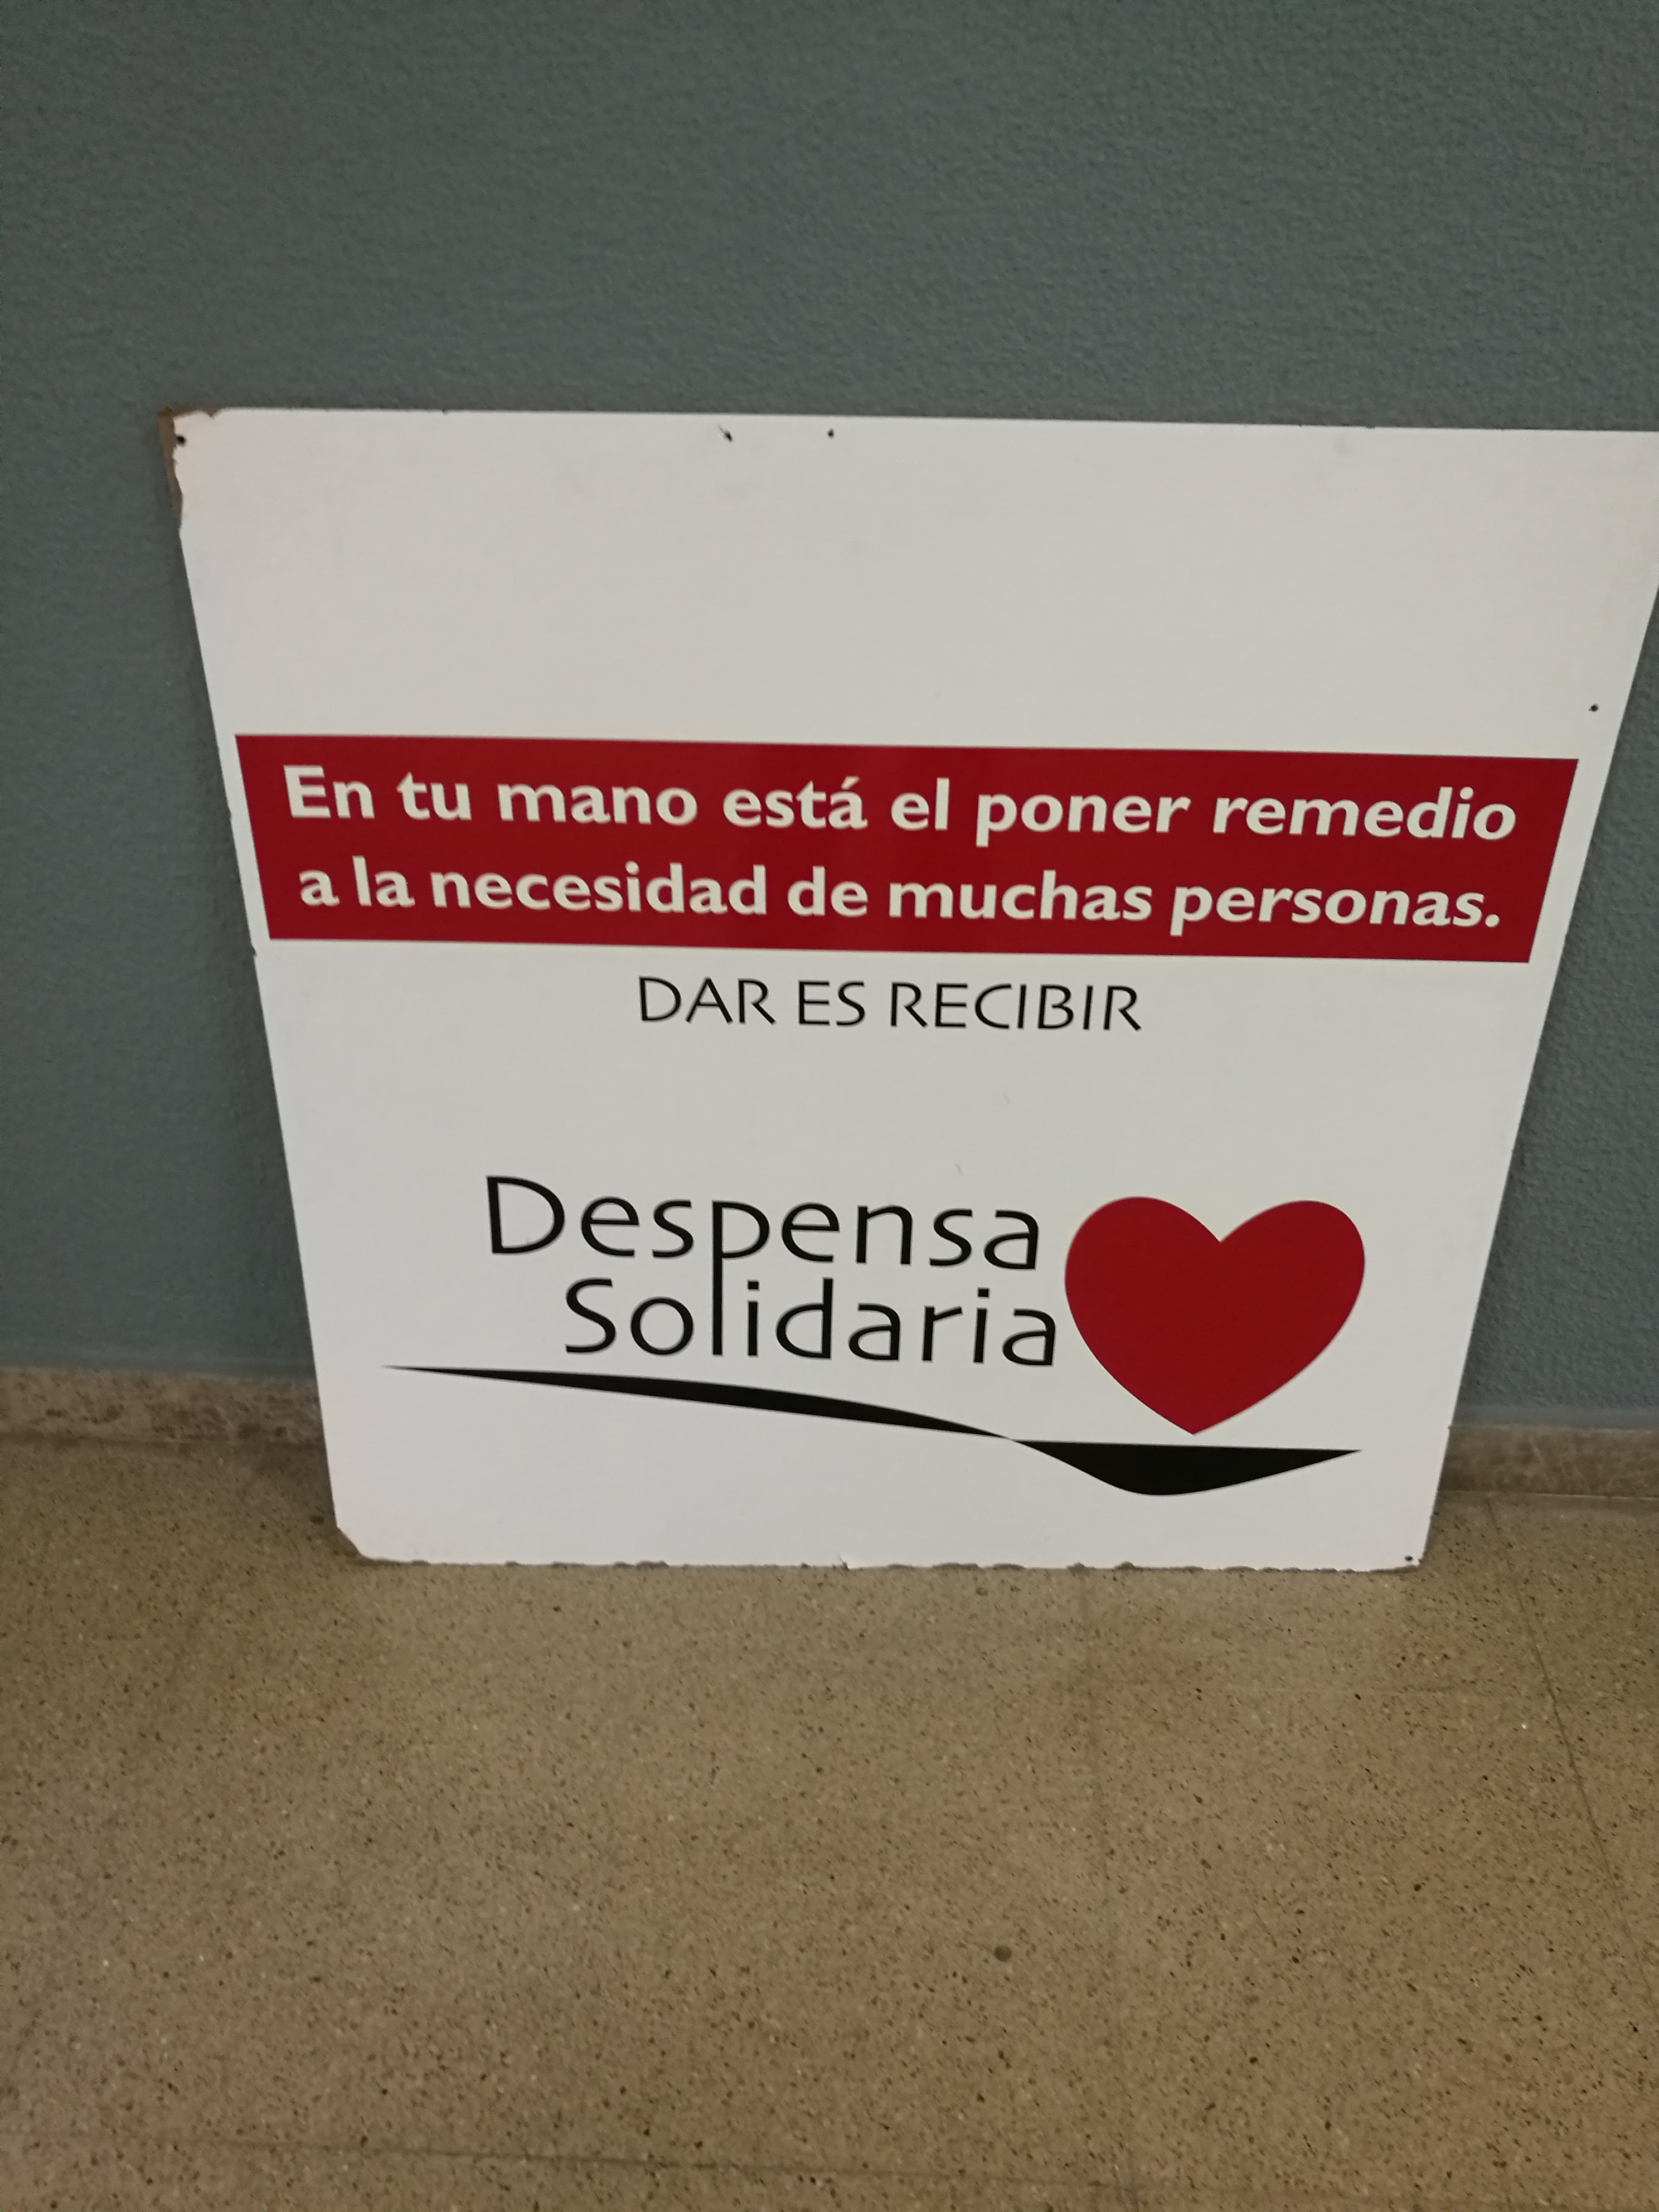 En tu mano está el poner remedio
a la necesidad de muchas personas.
DAR ES RECIBIR
Despensa
Solidaria